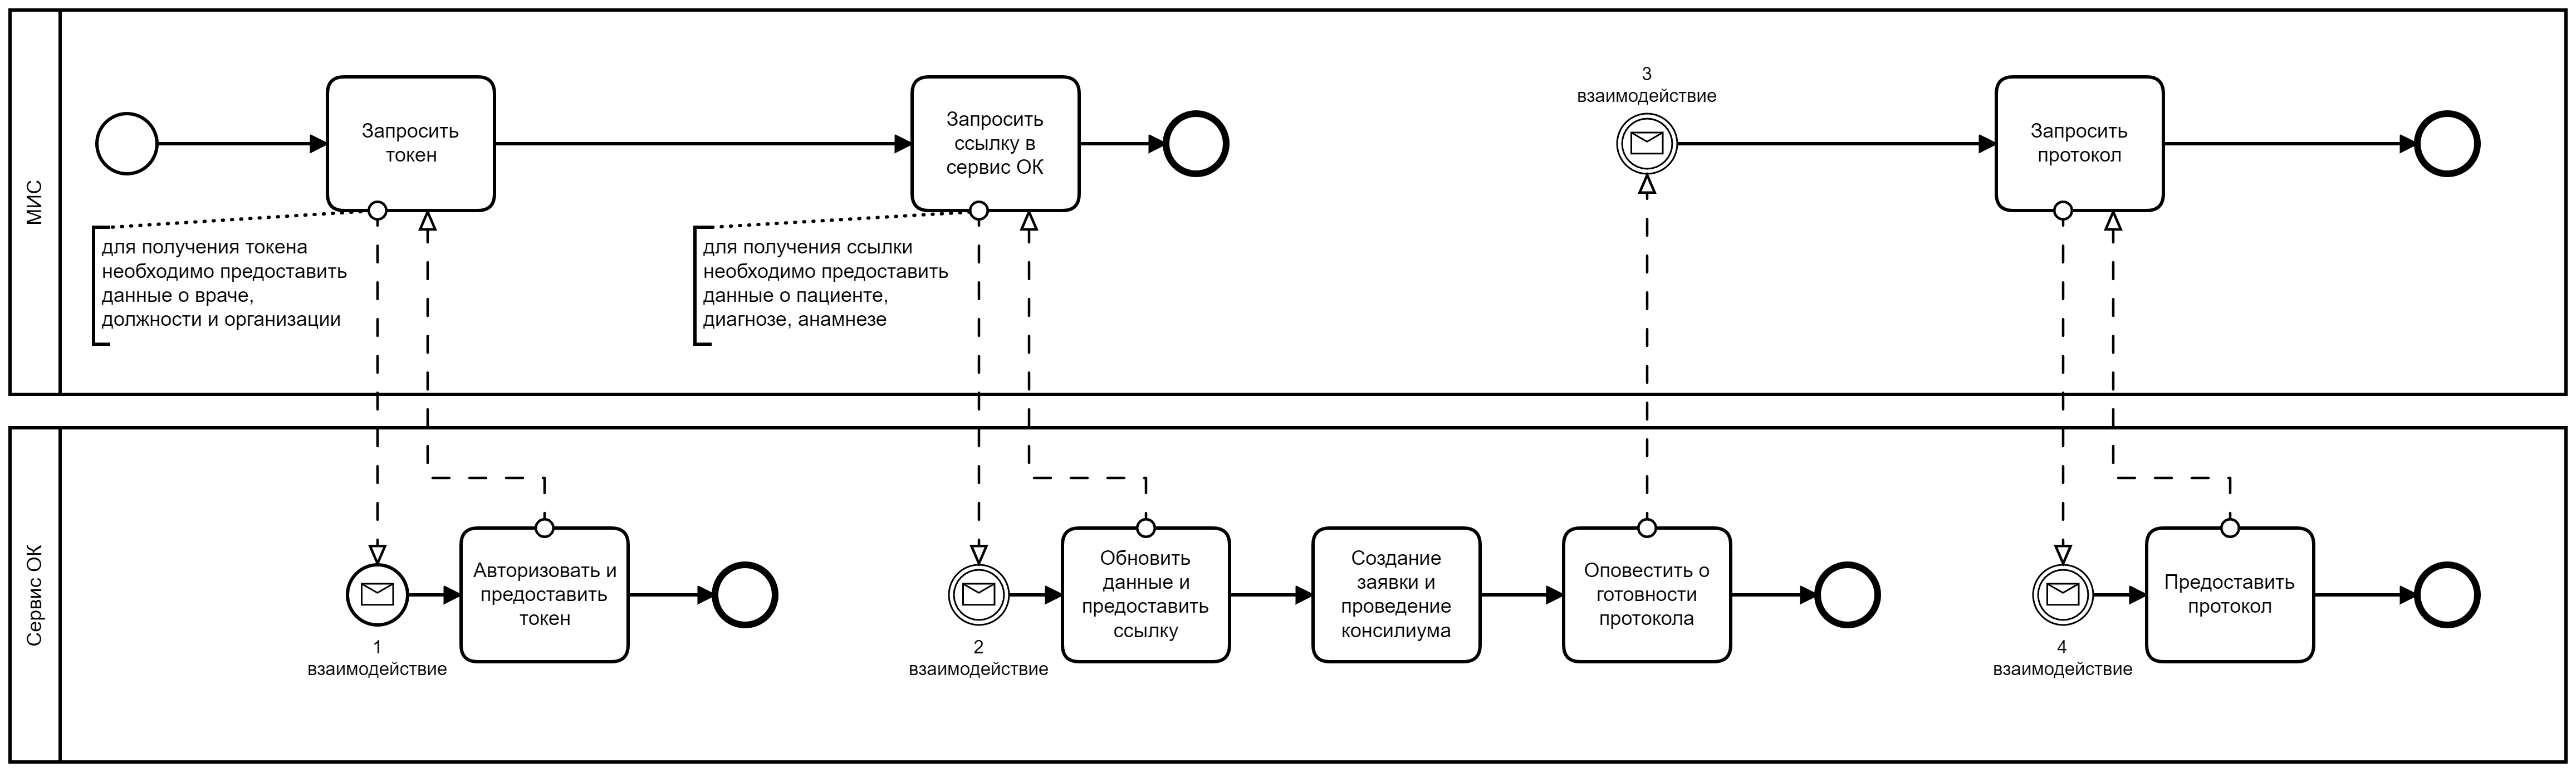 МИС
Запросить
токен
для получения токена
необходимо предоставить
данные о враче,
должности и организации
Запросить
ссылку в
сервис ОК
для получения ссылки
необходимо предоставить
данные о пациенте,
диагнозе, анамнезе
3
взаимодействие
Запросить
протокол
Сервис ОК
1
взаимодействие
Авторизовать и
предоставить
токен
2
взаимодействие
Обновить
данные и
предоставить
ссылку
Создание
заявки и
проведение
консилиума
Оповестить о
готовности
протокола
4
взаимодействие
Предоставить
протокол